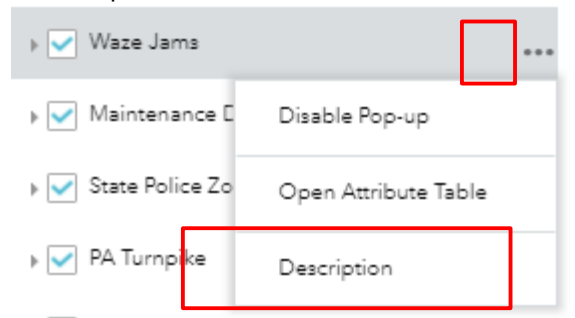 Waze Jams
Maintenance D
Disable Pop-up
State Police Zo
Open Attribute Table
PA Turnpike
Description